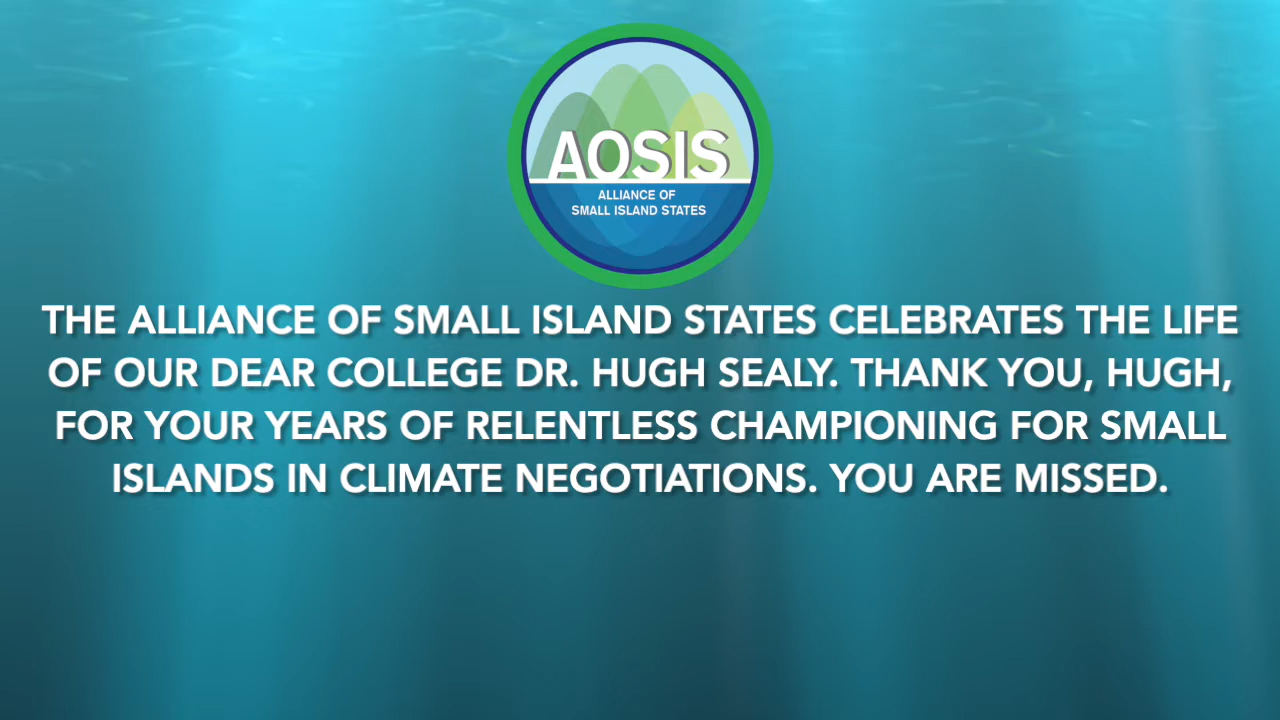 AOSIS
ALLIANCE OF
SMALL ISLAND STATES
THE ALLIANCE OF SMALL ISLAND STATES CELEBRATES THE LIFE
OF OUR DEAR COLLEGE DR. HUGH SEALY. THANK YOU, HUGH,
FOR YOUR YEARS OF RELENTLESS CHAMPIONING FOR SMALL
ISLANDS IN CLIMATE NEGOTIATIONS. YOU ARE MISSED.